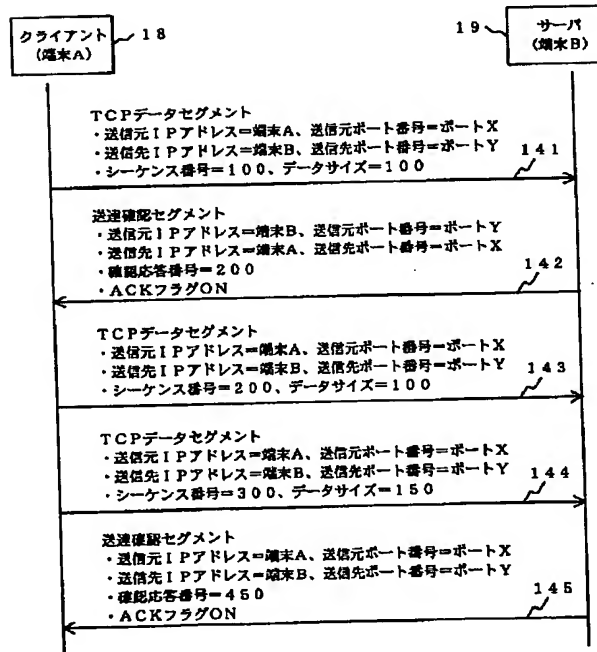 クライアント
(端末A)
18
19
サーバ
(端末B)
TCPデータセグメント
・送信元IPアドレス=端末A、送信元ポート番号=ポートX
・送信先IPアドレス=端末B、送信先ポート番号=ポートY
・シーケンス番号=100、データサイズ=100
141
送達確認セグメント
・送信元IPアドレス=端末B、送信元ポート番号=ポートY
・送信先IPアドレス=端末A、送信先ポート番号=ポートX
・確認応答番号=200
・ACKフラグON
142
TCPデータセグメント
・送信元IPアドレス=端末A、送信元ポート番号=ポートX
・送信先IPアドレス=端末B、送信先ポート番号=ポートY
・シーケンス番号=200、データサイズ=100
143
TCPデータセグメント
・送信元IPアドレス=端末A、送信元ポート番号=ポートX
・送信先IPアドレス=端末B、送信先ポート番号=ポートY
・シーケンス番号=300、データサイズ=150
144
送達確認セグメント
・送信元IPアドレス=端末A、送信元ポート番号=ポートX
・送信先IPアドレス=端末B、送信先ポート番号=ポートY
・確認応答番号=450
・ACKフラグON
145